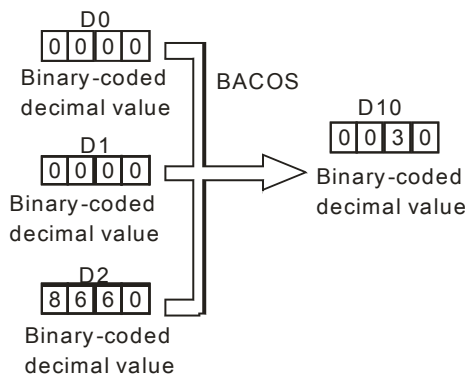 D0
0 0 0 0
Binary-coded
decimal value
BACOS
D1
0 0 0 0
Binary-coded
decimal value
D10
0 0 3 0
Binary-coded
decimal value
D2
8 6 6 0
Binary-coded
decimal value